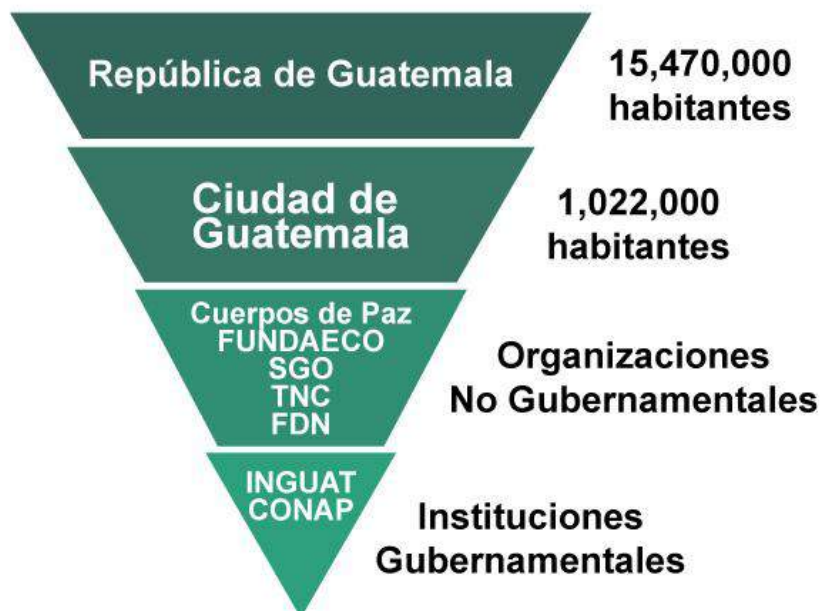 República de Guatemala
15,470,000
habitantes
Ciudad de
Guatemala
1,022,000
habitantes
Cuerpos de Paz
FUNDAECO
SGO
TNC
FDN
Organizaciones
No Gubernamentales
INGUAT
CONAP
Instituciones
Gubernamentales